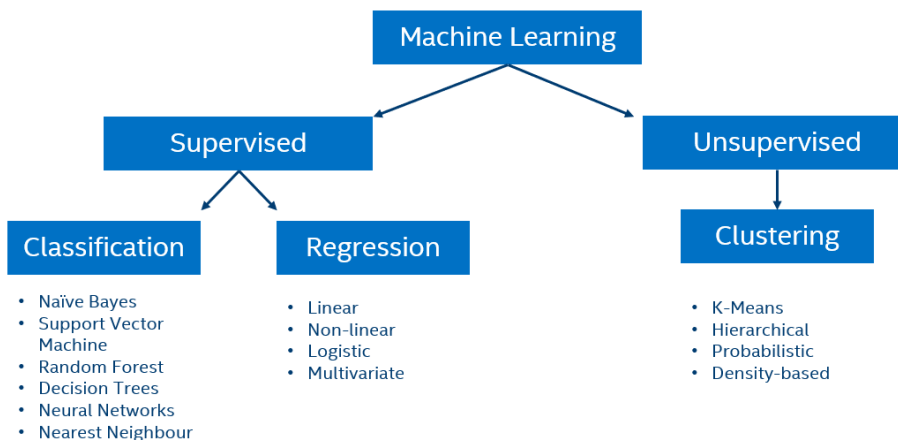 Machine Learning
Supervised
Unsupervised
Classification
Regression
Clustering
• Naïve Bayes
• Support Vector
Machine
• Random Forest
• Decision Trees
• Neural Networks
• Nearest Neighbour
• Linear
• Non-linear
• Logistic
• Multivariate
• K-Means
• Hierarchical
• Probabilistic
• Density-based